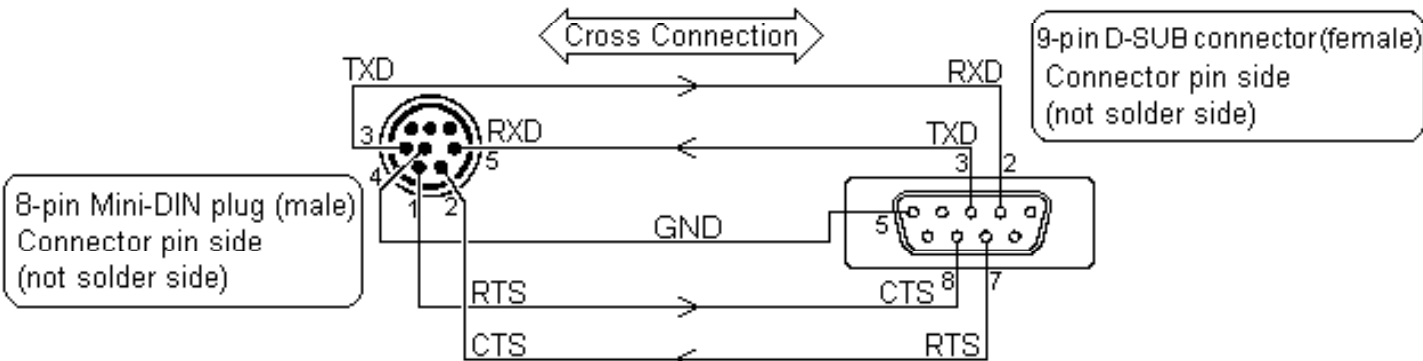 Cross Connection
9-pin D-SUB connector(female)
Connector pin side
(not solder side)
TXD
RXD
3
RXD
TXD
5
3
2
4
8-pin Mini-DIN plug (male)
Connector pin side
(not solder side)
1
2
GND
5
RTS
CTS
8
7
CTS
RTS